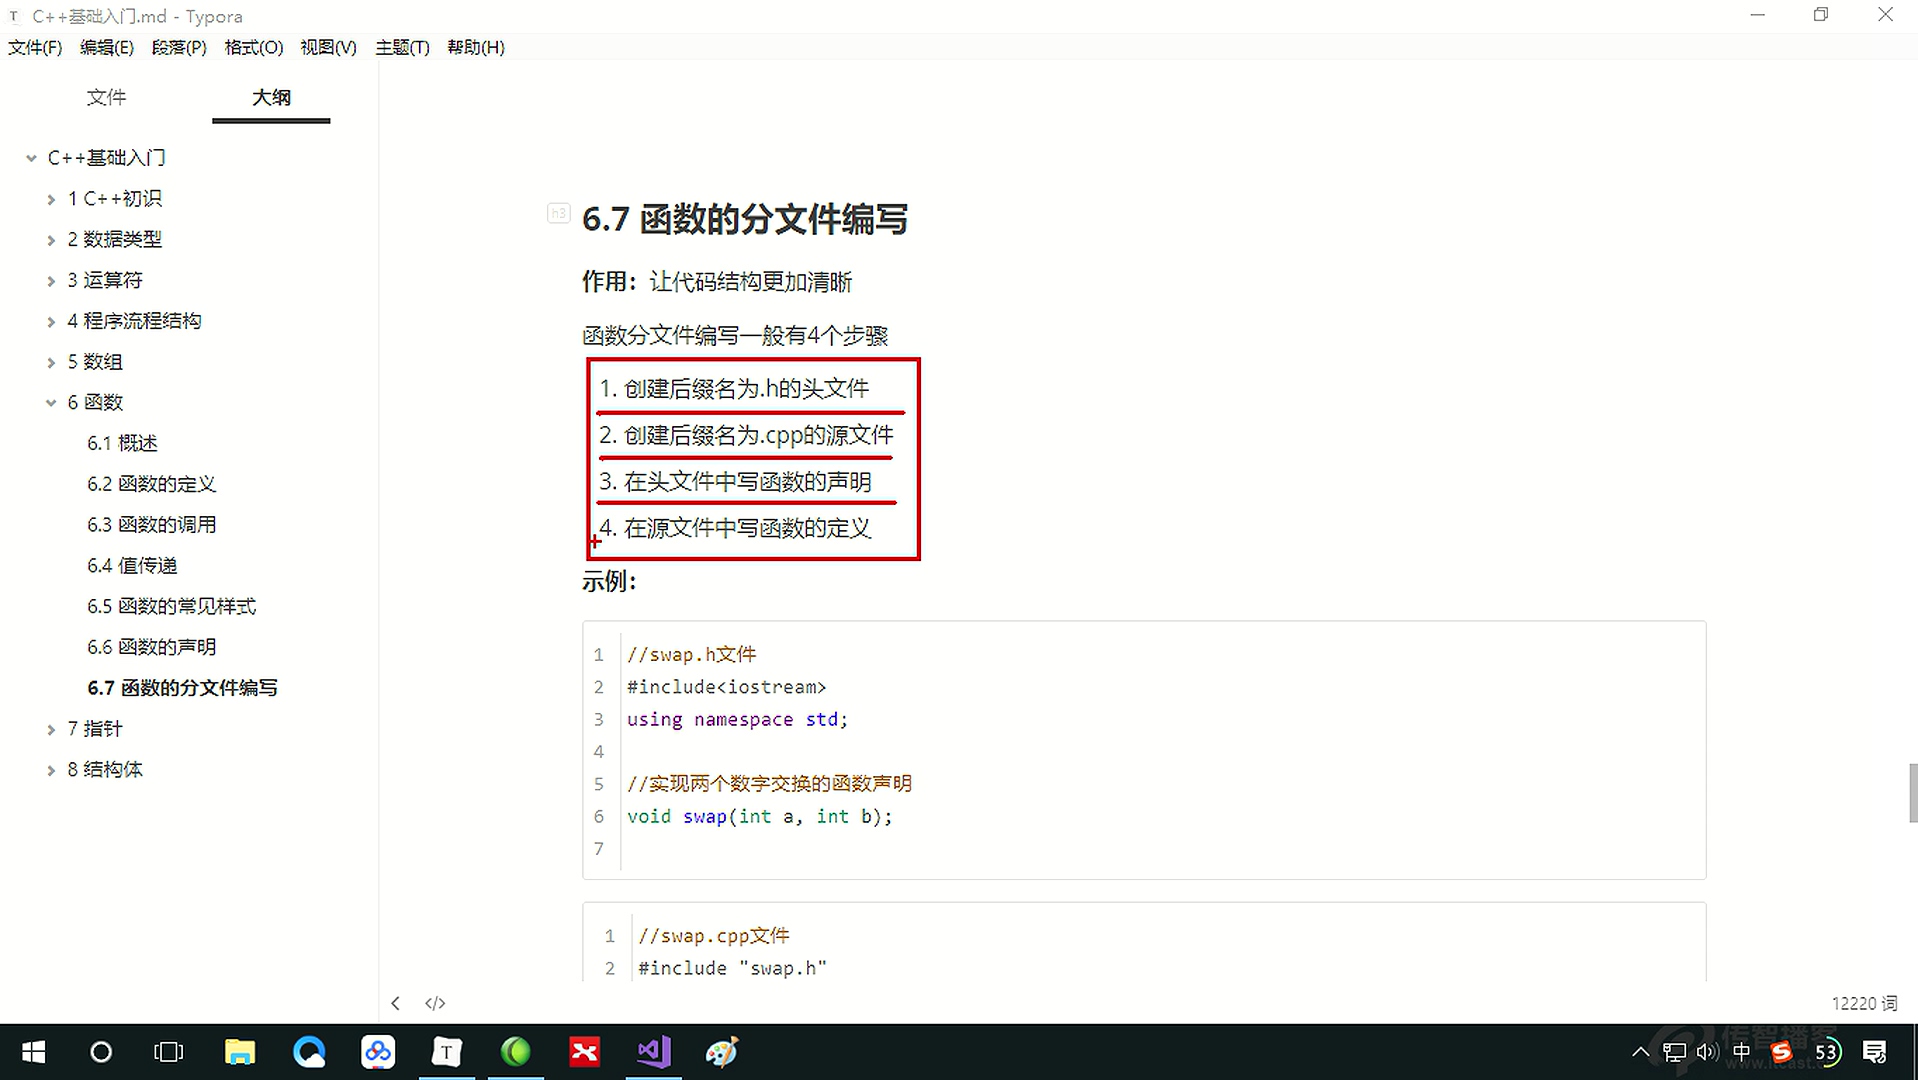 C++基础入门.md - Typora
文件(F) 编辑(E) 段落(P) 格式(O) 视图(V) 主题(T) 帮助(H)
文件 大纲
C++基础入门
1 C++初识
2 数据类型
3 运算符
4 程序流程结构
5 数组
6 函数
6.1 概述
6.2 函数的定义
6.3 函数的调用
6.4 值传递
6.5 函数的常见样式
6.6 函数的声明
6.7 函数的分文件编写
7 指针
8 结构体
h3 6.7 函数的分文件编写
作用：让代码结构更加清晰
函数分文件编写一般有4个步骤
1. 创建后缀名为.h的头文件
2. 创建后缀名为.cpp的源文件
3. 在头文件中写函数的声明
4. 在源文件中写函数的定义
示例：
1 //swap.h文件
2 #include<iostream>
3 using namespace std;
4
5 //实现两个数字交换的函数声明
6 void swap(int a, int b);
7
1 //swap.cpp文件
2 #include "swap.h"
</> 12220 词
T 中 S 53
传智播客
www.itcast.c